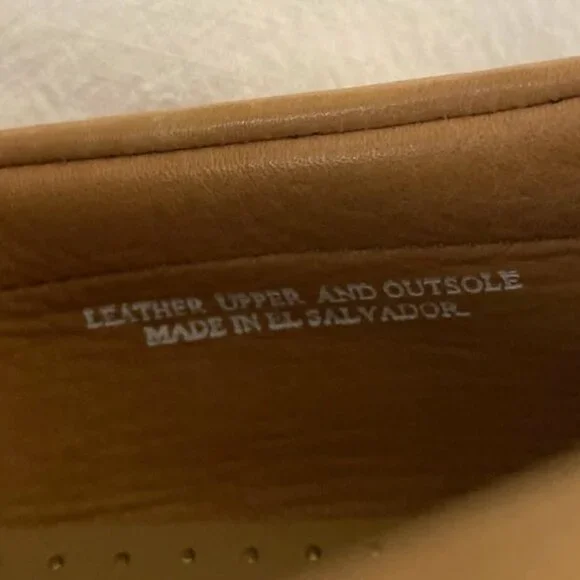 LEATHER UPPER AND OUTSOLE
MADE IN EL SALVADOR